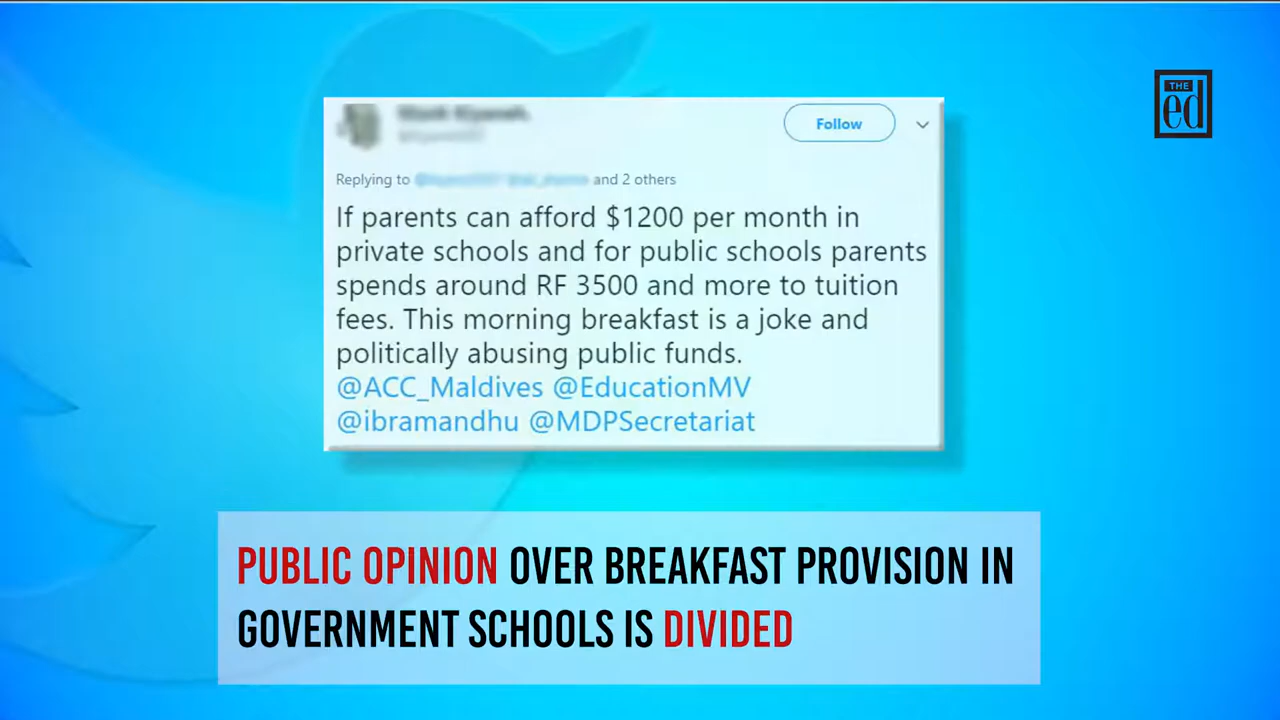 THE
ed
Follow
Replying to and 2 others
If parents can afford $1200 per month in
private schools and for public schools parents
spends around RF 3500 and more to tuition
fees. This morning breakfast is a joke and
politically abusing public funds.
@ACC_Maldives @EducationMV
@ibramandhu @MDPSecretariat
PUBLIC OPINION OVER BREAKFAST PROVISION IN
GOVERNMENT SCHOOLS IS DIVIDED